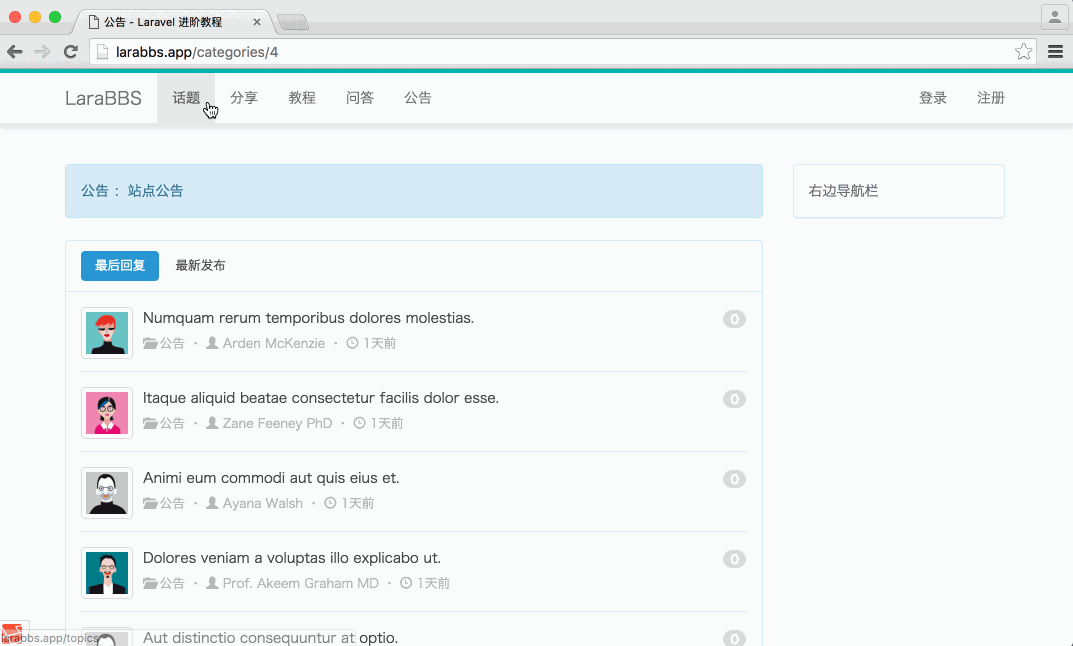 公告 - Laravel 进阶教程
larabbs.app/categories/4
LaraBBS 话题 分享 教程 问答 公告 登录 注册
公告 ： 站点公告
右边导航栏
最后回复 最新发布
Numquam rerum temporibus dolores molestias. 0
公告 · Arden McKenzie · 1天前
Itaque aliquid beatae consectetur facilis dolor esse. 0
公告 · Zane Feeney PhD · 1天前
Animi eum commodi aut quis eius et. 0
公告 · Ayana Walsh · 1天前
Dolores veniam a voluptas illo explicabo ut. 0
公告 · Prof. Akeem Graham MD · 1天前
Aut distinctio consequuntur at optio. 0
larabbs.app/topics